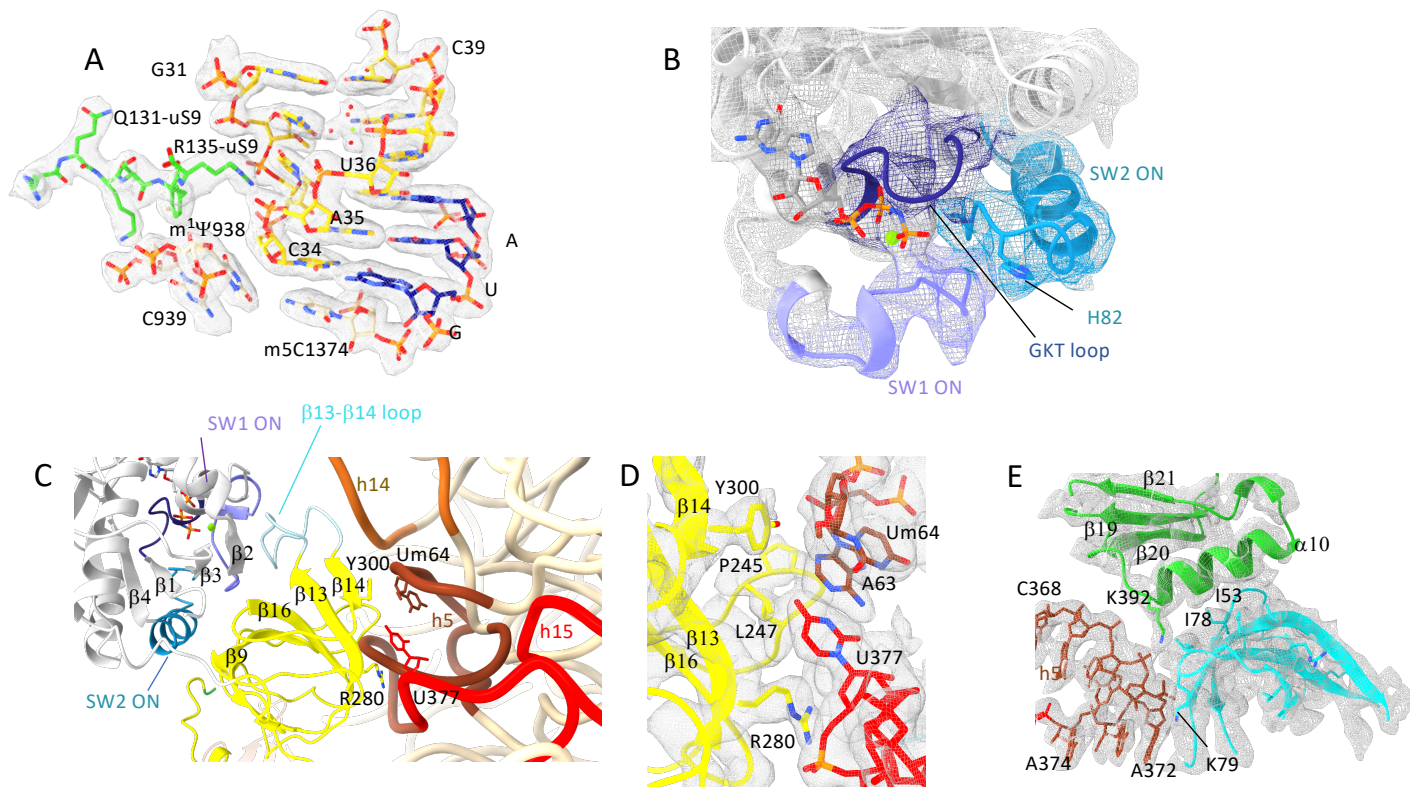 A
G31
C39
Q131-uS9
R135-uS9
U36
m¹Ψ938
A35
C34
A
U
C939
m5C1374
G
B
SW2 ON
H82
GKT loop
SW1 ON
C
SW1 ON
β13-β14 loop
h14
Um64
β2
β3
β1
β4
Y300
β14
β13
β16
h5
h15
β9
SW2 ON
R280
U377
D
Y300
β14
Um64
P245
A63
L247
β13
β16
U377
R280
E
β21
β19
β20
α10
C368
K392
I53
I78
h5
A374
A372
K79